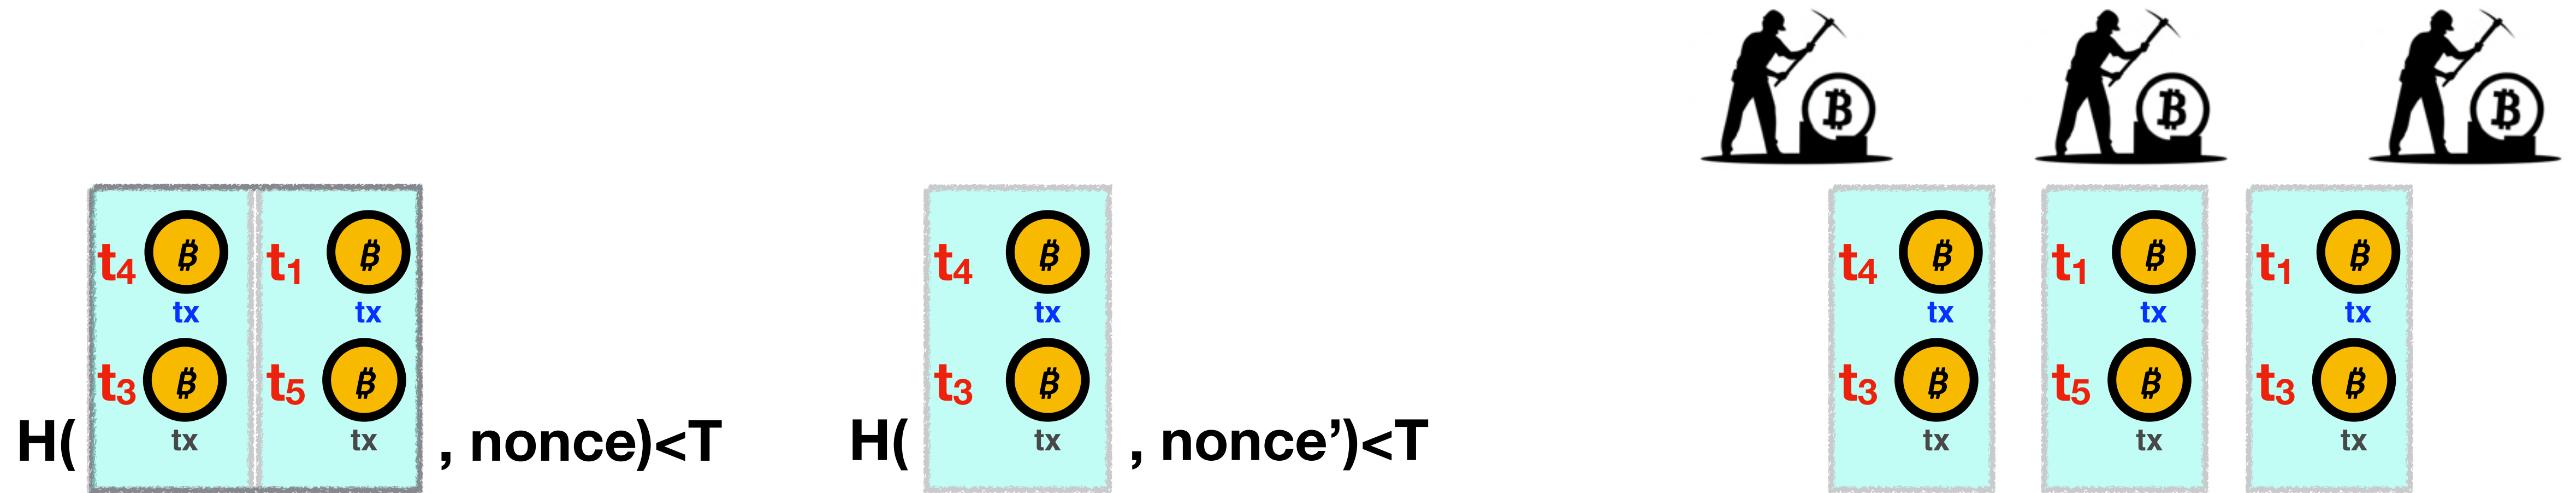 ₿ ₿ ₿
t4 ₿ t1 ₿ t4 ₿ t4 ₿ t1 ₿ t1 ₿
tx tx tx tx tx tx
t3 ₿ t5 ₿ t3 ₿ t3 ₿ t5 ₿ t3 ₿
H( tx tx , nonce)<T H( tx , nonce’)<T tx tx tx